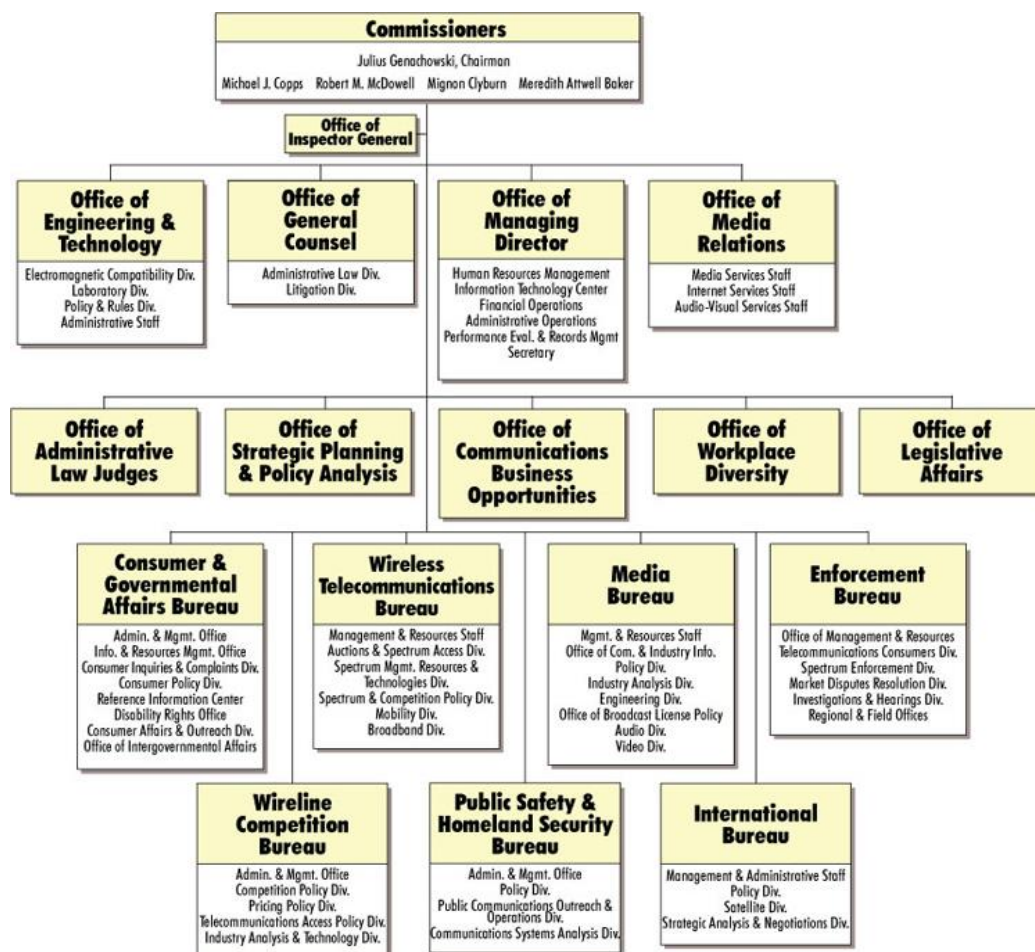 Commissioners
Julius Genachowski, Chairman
Michael J. Copps Robert M. McDowell Mignon Clyburn Meredith Attwell Baker
Office of
Inspector General
Office of
Engineering &
Technology
Electromagnetic Compatibility Div.
Laboratory Div.
Policy & Rules Div.
Administrative Staff
Office of
General
Counsel
Administrative Law Div.
Litigation Div.
Office of
Managing
Director
Human Resources Management
Information Technology Center
Financial Operations
Administrative Operations
Performance Eval. & Records Mgmt
Secretary
Office of
Media
Relations
Media Services Staff
Internet Services Staff
Audio-Visual Services Staff
Office of
Administrative
Law Judges
Office of
Strategic Planning
& Policy Analysis
Office of
Communications
Business
Opportunities
Office of
Workplace
Diversity
Office of
Legislative
Affairs
Consumer &
Governmental
Affairs Bureau
Admin. & Mgmt. Office
Info. & Resources Mgmt. Office
Consumer Inquiries & Complaints Div.
Consumer Policy Div.
Reference Information Center
Disability Rights Office
Consumer Affairs & Outreach Div.
Office of Intergovernmental Affairs
Wireless
Telecommunications
Bureau
Management & Resources Staff
Auctions & Spectrum Access Div.
Spectrum Mgmt. Resources &
Technologies Div.
Spectrum & Competition Policy Div.
Mobility Div.
Broadband Div.
Media
Bureau
Mgmt. & Resources Staff
Office of Com. & Industry Info.
Policy Div.
Industry Analysis Div.
Engineering Div.
Office of Broadcast License Policy
Audio Div.
Video Div.
Enforcement
Bureau
Office of Management & Resources
Telecommunications Consumers Div.
Spectrum Enforcement Div.
Market Disputes Resolution Div.
Investigations & Hearings Div.
Regional & Field Offices
Wireline
Competition
Bureau
Admin. & Mgmt. Office
Competition Policy Div.
Pricing Policy Div.
Telecommunications Access Policy Div.
Industry Analysis & Technology Div.
Public Safety &
Homeland Security
Bureau
Admin. & Mgmt. Office
Policy Div.
Public Communications Outreach &
Operations Div.
Communications Systems Analysis Div.
International
Bureau
Management & Administrative Staff
Policy Div.
Satellite Div.
Strategic Analysis & Negotiations Div.